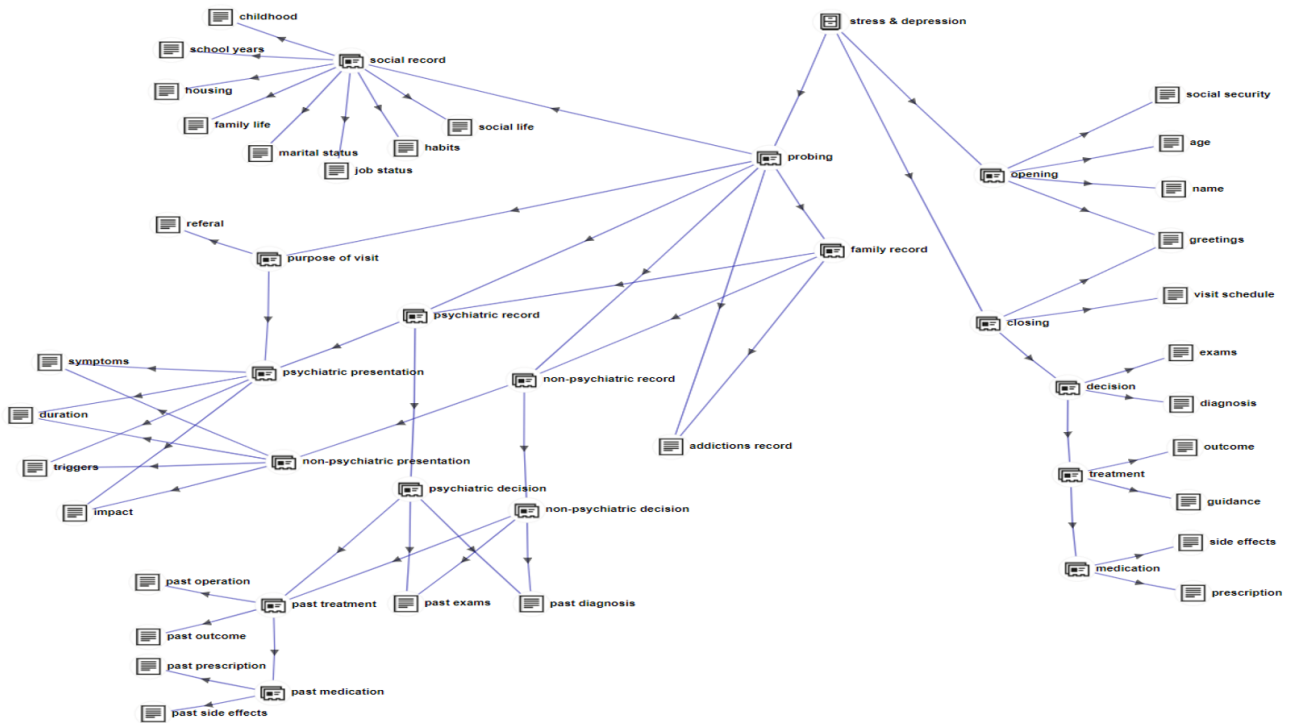 childhood
stress & depression
school years
social record
housing
social security
family life
social life
marital status
habits
job status
probing
age
opening
name
referal
greetings
purpose of visit
family record
visit schedule
psychiatric record
closing
symptoms
exams
psychiatric presentation
non-psychiatric record
decision
diagnosis
duration
addictions record
outcome
triggers
non-psychiatric presentation
treatment
psychiatric decision
guidance
impact
non-psychiatric decision
side effects
medication
past operation
prescription
past treatment
past exams
past diagnosis
past outcome
past prescription
past medication
past side effects